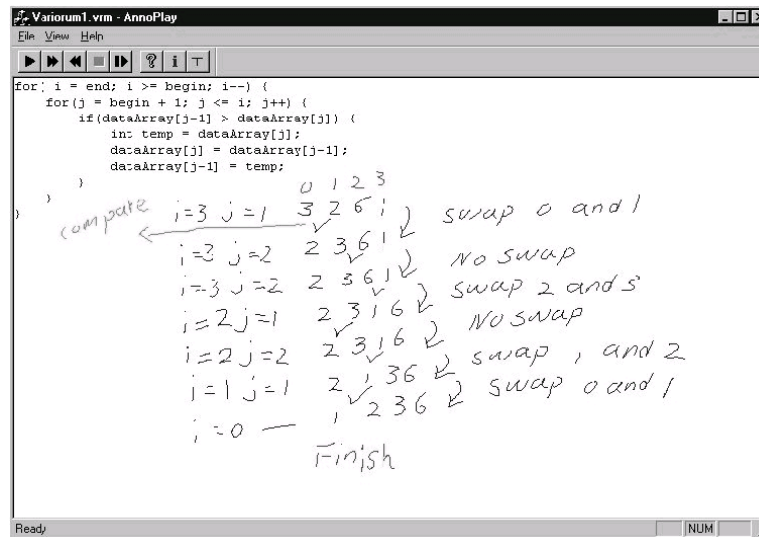 Variorum1.vrm - AnnoPlay
File View Help
for( i = end; i >= begin; i--) {
for(j = begin + 1; j <= i; j++) {
if(dataArray[j-1] > dataArray[j]) {
int temp = dataArray[j];
dataArray[j] = dataArray[j-1];
dataArray[j-1] = temp;
}
}
}
0 1 2 3
compare i=3 j=1 3 2 6 1 swap 0 and 1
i=3 j=2 2 3 6 1 No swap
i=3 j=2 2 3 6 1 swap 2 and 3
i=2 j=1 2 3 1 6 No swap
i=2 j=2 2 3 1 6 swap 1 and 2
i=1 j=1 2 1 3 6 swap 0 and 1
i=0 — 1 2 3 6
Finish
Ready NUM